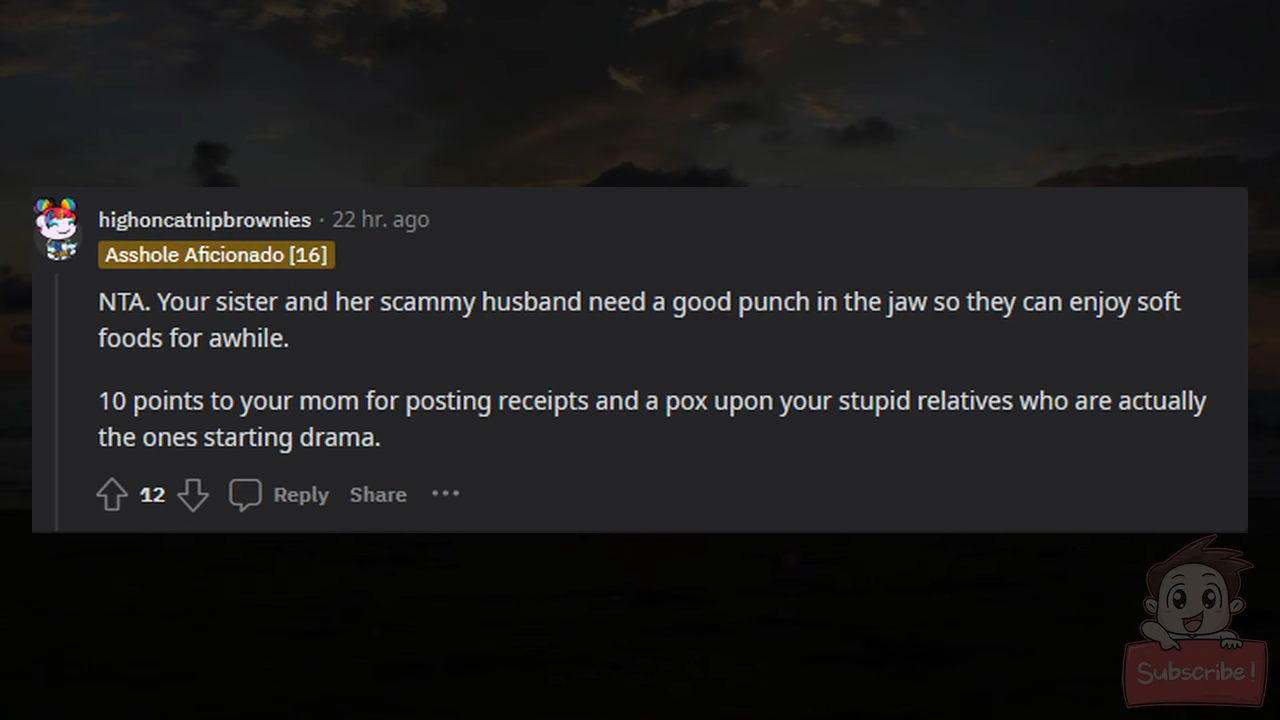 highoncatnipbrownies · 22 hr. ago
Asshole Aficionado [16]
NTA. Your sister and her scammy husband need a good punch in the jaw so they can enjoy soft
foods for awhile.
10 points to your mom for posting receipts and a pox upon your stupid relatives who are actually
the ones starting drama.
12 Reply Share ···
Subscribe!